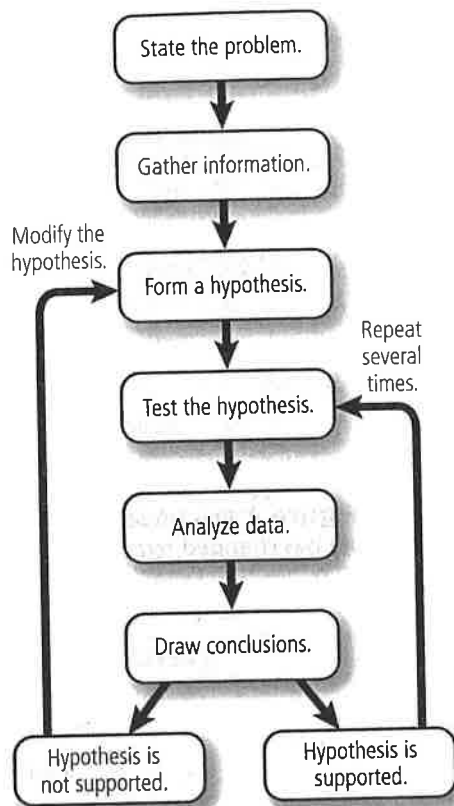 State the problem.
Gather information.
Modify the
hypothesis.
Form a hypothesis.
Repeat
several
times.
Test the hypothesis.
Analyze data.
Draw conclusions.
Hypothesis is
not supported.
Hypothesis is
supported.